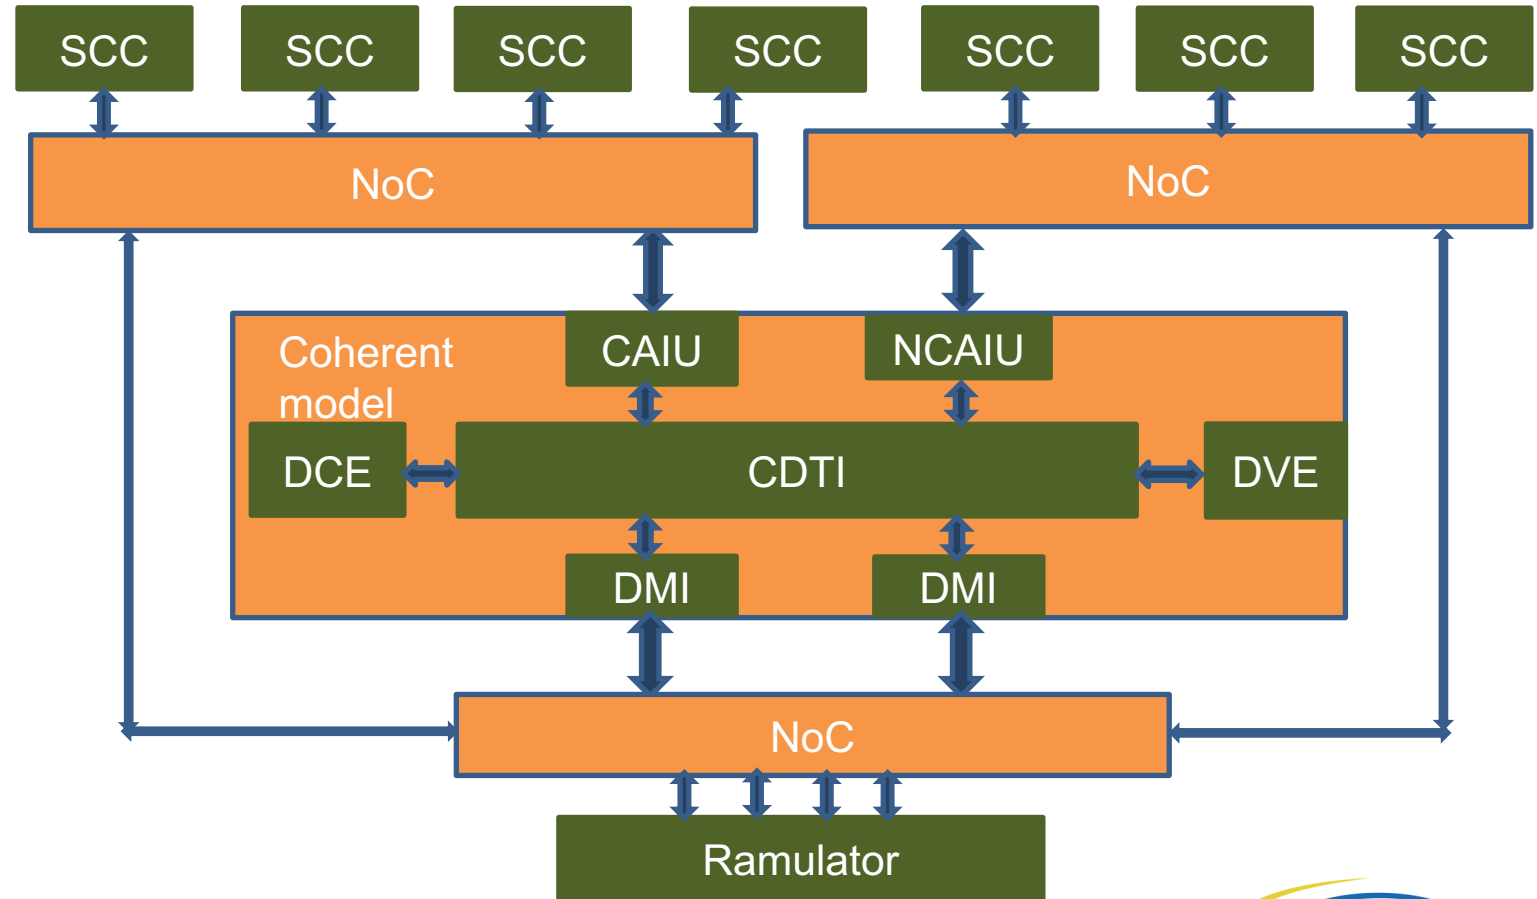 SCC
SCC
SCC
SCC
SCC
SCC
SCC
NoC
NoC
Coherent
model
CAIU
NCAIU
DCE
CDTI
DVE
DMI
DMI
NoC
Ramulator